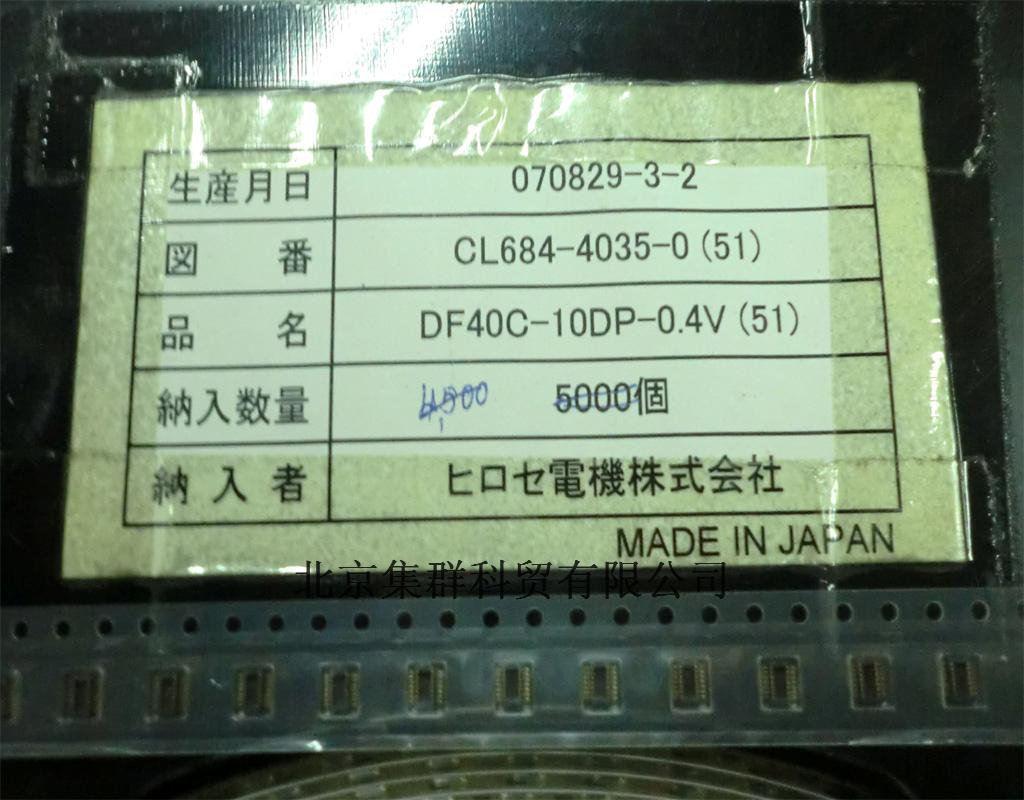 生産月日 070829-3-2
図 番 CL684-4035-0(51)
品 名 DF40C-10DP-0.4V(51)
納入数量 4,500 5000個
納入者 ヒロセ電機株式会社
MADE IN JAPAN
北京集群科贸有限公司